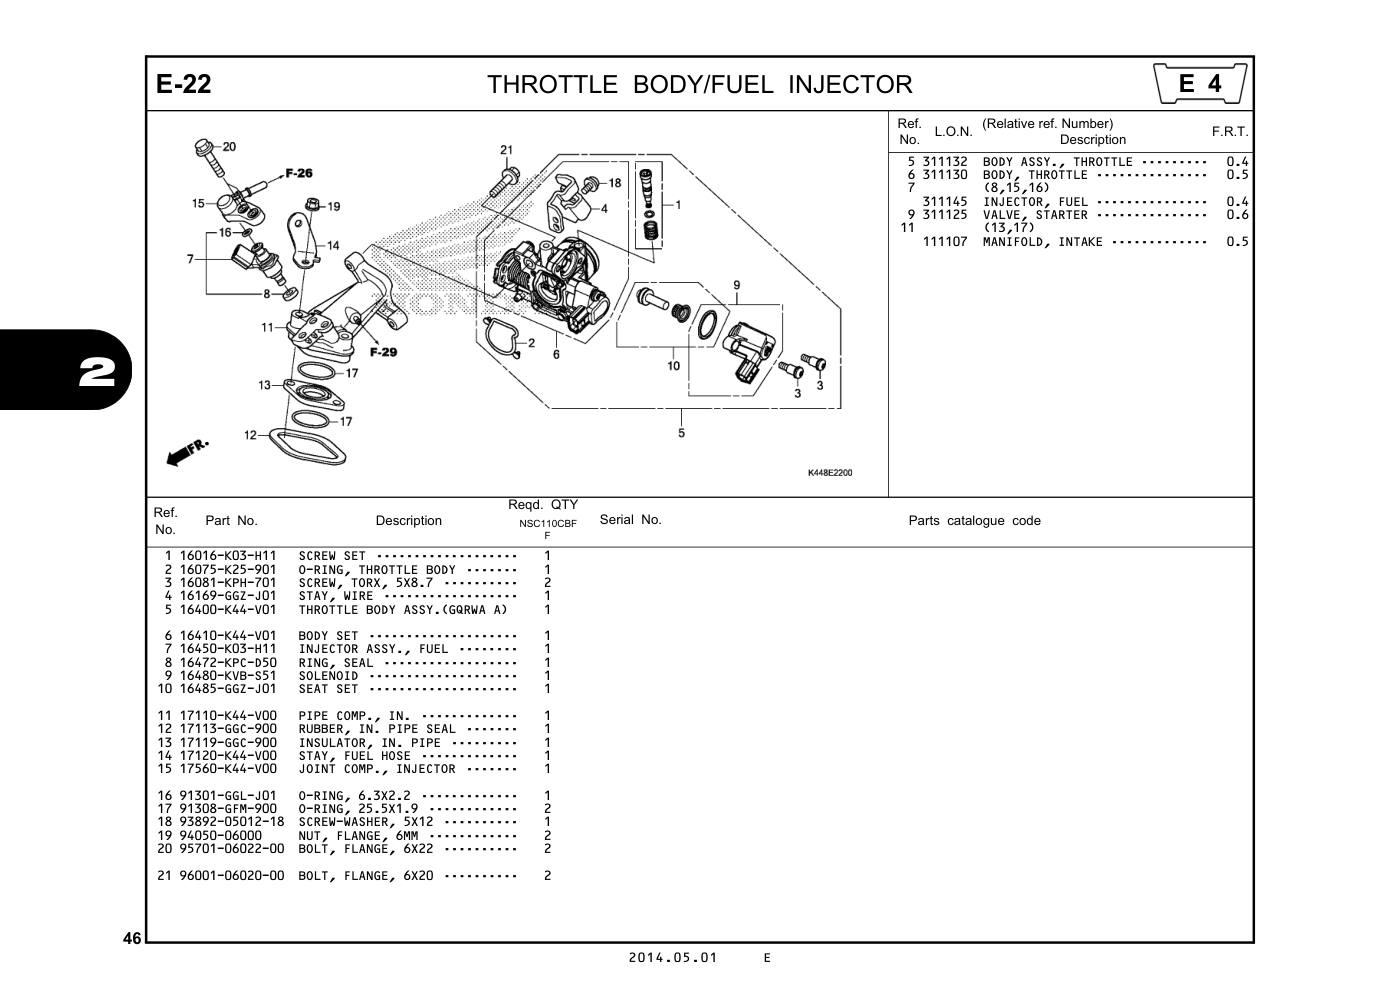 E-22
THROTTLE BODY/FUEL INJECTOR
E 4
20
F-26
15
19
16
14
7
8
11
F-29
17
13
17
12
FR.
21
18
4
1
9
2
6
10
3
3
5
K448E2200
HONDA
Ref. No. L.O.N. (Relative ref. Number) Description F.R.T.
5 311132 BODY ASSY., THROTTLE --------- 0.4
6 311130 BODY, THROTTLE --------------- 0.5
7 (8,15,16)
311145 INJECTOR, FUEL --------------- 0.4
9 311125 VALVE, STARTER --------------- 0.6
11 (13,17)
111107 MANIFOLD, INTAKE ------------- 0.5
2
Ref. No. Part No. Description Reqd. QTY NSC110CBF F Serial No. Parts catalogue code
1 16016-K03-H11 SCREW SET ------------------- 1
2 16075-K25-901 O-RING, THROTTLE BODY ------- 1
3 16081-KPH-701 SCREW, TORX, 5X8.7 ---------- 2
4 16169-GGZ-J01 STAY, WIRE ------------------ 1
5 16400-K44-V01 THROTTLE BODY ASSY.(GQRWA A) 1
6 16410-K44-V01 BODY SET -------------------- 1
7 16450-K03-H11 INJECTOR ASSY., FUEL -------- 1
8 16472-KPC-D50 RING, SEAL ------------------ 1
9 16480-KVB-S51 SOLENOID -------------------- 1
10 16485-GGZ-J01 SEAT SET -------------------- 1
11 17110-K44-V00 PIPE COMP., IN. ------------- 1
12 17113-GGC-900 RUBBER, IN. PIPE SEAL ------- 1
13 17119-GGC-900 INSULATOR, IN. PIPE --------- 1
14 17120-K44-V00 STAY, FUEL HOSE ------------- 1
15 17560-K44-V00 JOINT COMP., INJECTOR ------- 1
16 91301-GGL-J01 O-RING, 6.3X2.2 ------------- 1
17 91308-GFM-900 O-RING, 25.5X1.9 ------------ 2
18 93892-05012-18 SCREW-WASHER, 5X12 ---------- 1
19 94050-06000 NUT, FLANGE, 6MM ------------ 2
20 95701-06022-00 BOLT, FLANGE, 6X22 ---------- 2
21 96001-06020-00 BOLT, FLANGE, 6X20 ---------- 2
46
2014.05.01 E